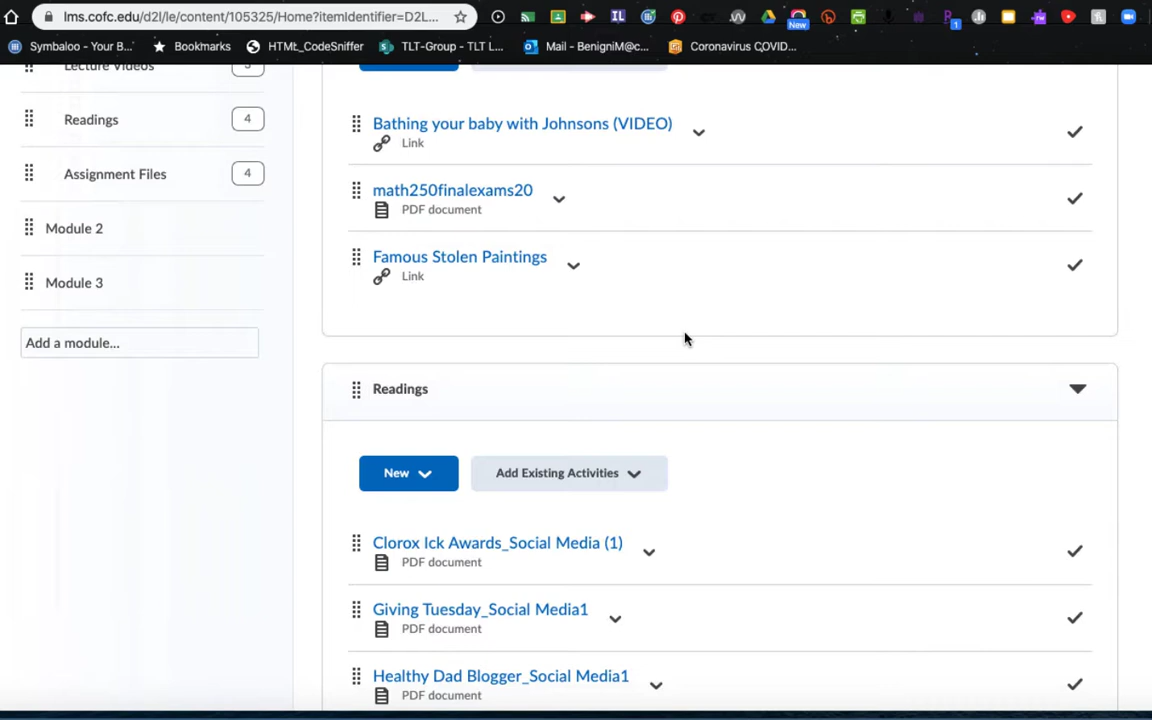 lms.cofc.edu/d2l/le/content/105325/Home?itemIdentifier=D2L...
New
1
Symbaloo - Your B...
Bookmarks
HTML_CodeSniffer
TLT-Group - TLT L...
Mail - BenigniM@c...
Coronavirus COVID...
Lecture Videos
Readings
4
Assignment Files
4
Module 2
Module 3
Add a module...
Bathing your baby with Johnsons (VIDEO)
Link
math250finalexams20
PDF document
Famous Stolen Paintings
Link
Readings
New
Add Existing Activities
Clorox Ick Awards_Social Media (1)
PDF document
Giving Tuesday_Social Media1
PDF document
Healthy Dad Blogger_Social Media1
PDF document